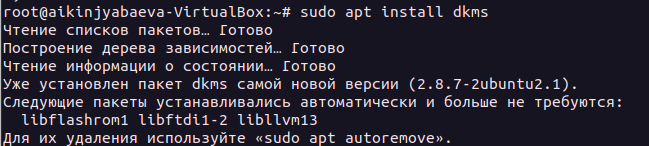 root@aikinjyabaeva-VirtualBox:~# sudo apt install dkms
Чтение списков пакетов… Готово
Построение дерева зависимостей… Готово
Чтение информации о состоянии… Готово
Уже установлен пакет dkms самой новой версии (2.8.7-2ubuntu2.1).
Следующие пакеты устанавливались автоматически и больше не требуются:
  libflashrom1 libftdi1-2 libllvm13
Для их удаления используйте «sudo apt autoremove».